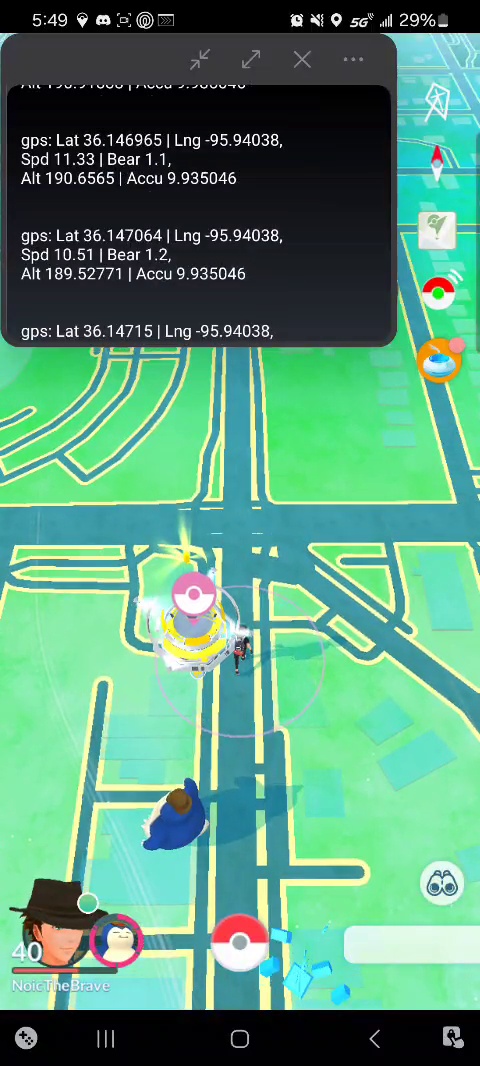 5:49
5G
29%
gps: Lat 36.146965 | Lng -95.94038,
Spd 11.33 | Bear 1.1,
Alt 190.6565 | Accu 9.935046
gps: Lat 36.147064 | Lng -95.94038,
Spd 10.51 | Bear 1.2,
Alt 189.52771 | Accu 9.935046
gps: Lat 36.14715 | Lng -95.94038,
40
NoicTheBrave